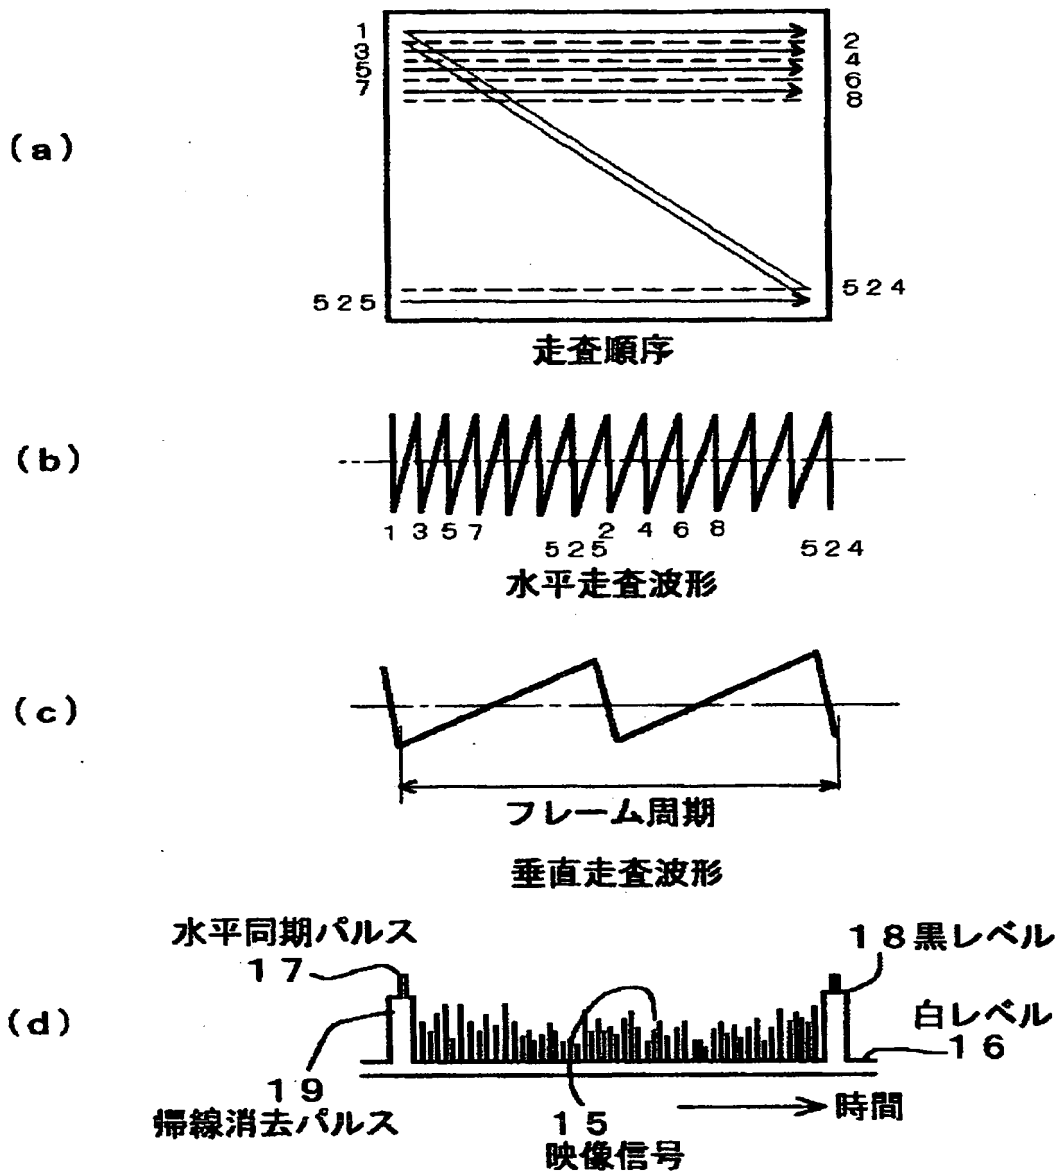 (a)
1 2
3 4
5 6
7 8
525 524
走査順序
(b)
1 3 5 7 2 4 6 8
525 524
水平走査波形
(c)
フレーム周期
垂直走査波形
(d)
水平同期パルス
17
18黒レベル
白レベル
16
19
帰線消去パルス
15
映像信号
時間